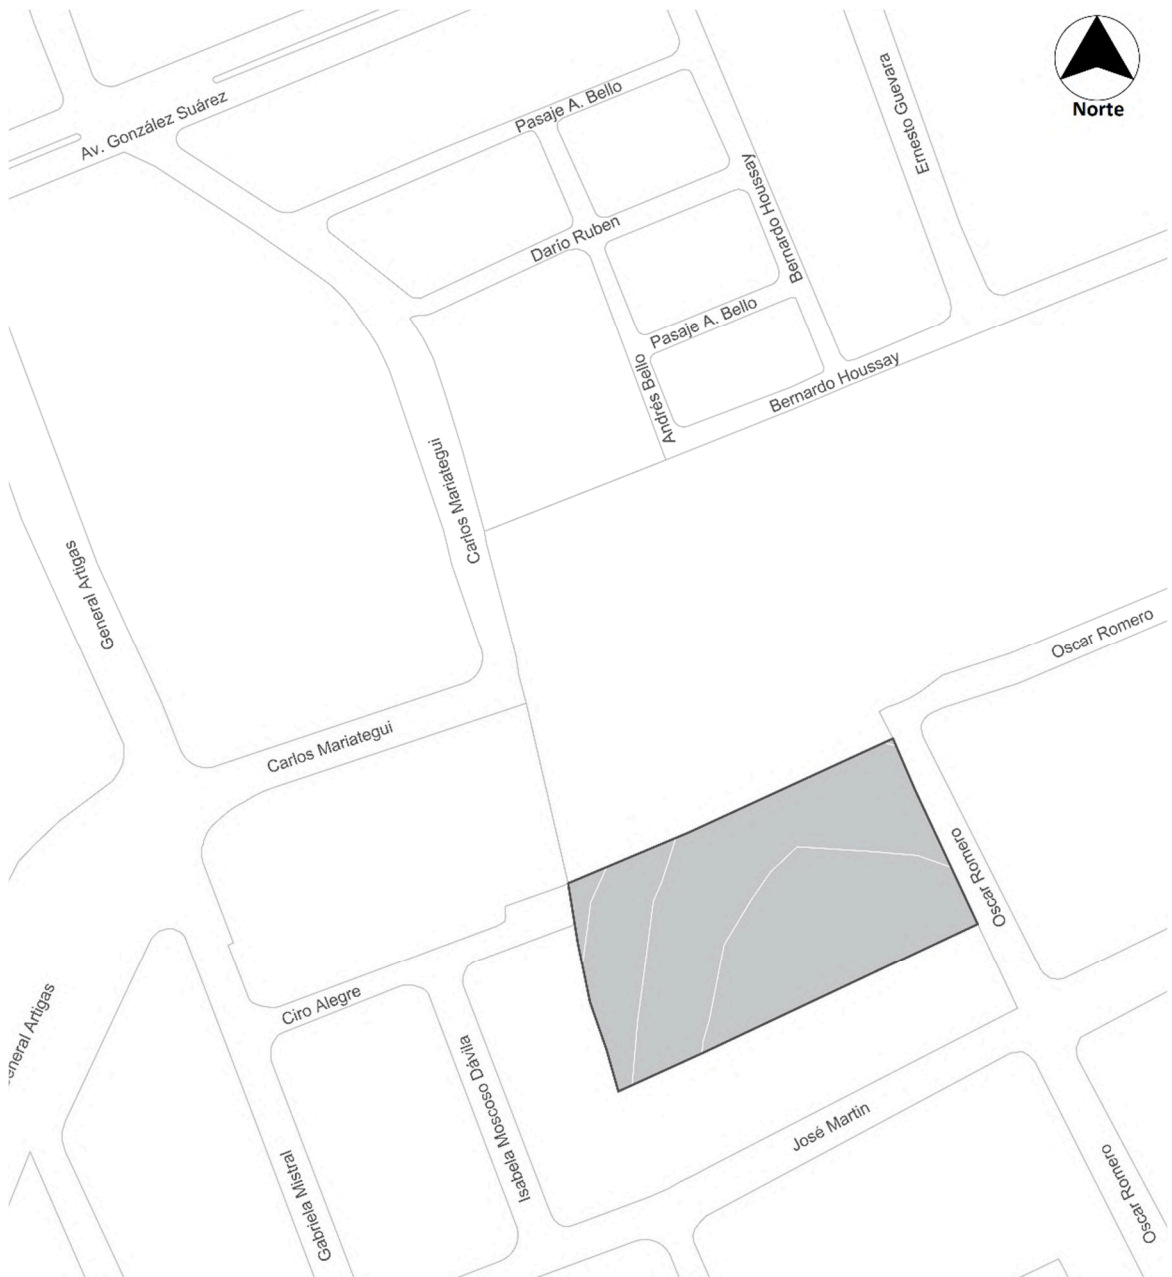 Norte
Av. González Suárez
Pasaje A. Bello
Ernesto Guevara
Bernardo Houssay
Darío Ruben
Pasaje A. Bello
Andrés Bello
Bernardo Houssay
Carlos Mariategui
General Artigas
Oscar Romero
Carlos Mariategui
Oscar Romero
Ciro Alegre
eneral Artigas
Isabela Moscoso Dávila
José Martin
Gabriela Mistral
Oscar Romero